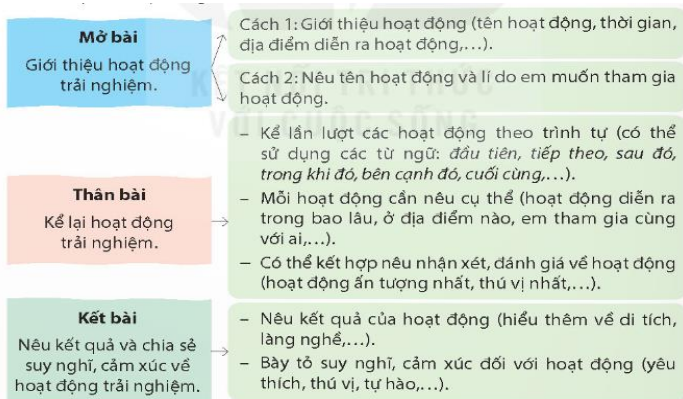 Mở bài
Giới thiệu hoạt động
trải nghiệm.
Cách 1: Giới thiệu hoạt động (tên hoạt động, thời gian,
địa điểm diễn ra hoạt động,...).
Cách 2: Nêu tên hoạt động và lí do em muốn tham gia
hoạt động.
KẾT NỐI TRI THỨC
VỚI CUỘC SỐNG
Thân bài
Kể lại hoạt động
trải nghiệm.
– Kể lần lượt các hoạt động theo trình tự (có thể
sử dụng các từ ngữ: đầu tiên, tiếp theo, sau đó,
trong khi đó, bên cạnh đó, cuối cùng,...).
– Mỗi hoạt động cần nêu cụ thể (hoạt động diễn ra
trong bao lâu, ở địa điểm nào, em tham gia cùng
với ai,...).
– Có thể kết hợp nêu nhận xét, đánh giá về hoạt động
(hoạt động ấn tượng nhất, thú vị nhất,...).
Kết bài
Nêu kết quả và chia sẻ
suy nghĩ, cảm xúc về
hoạt động trải nghiệm.
– Nêu kết quả của hoạt động (hiểu thêm về di tích,
làng nghề,...).
– Bày tỏ suy nghĩ, cảm xúc đối với hoạt động (yêu
thích, thú vị, tự hào,...).